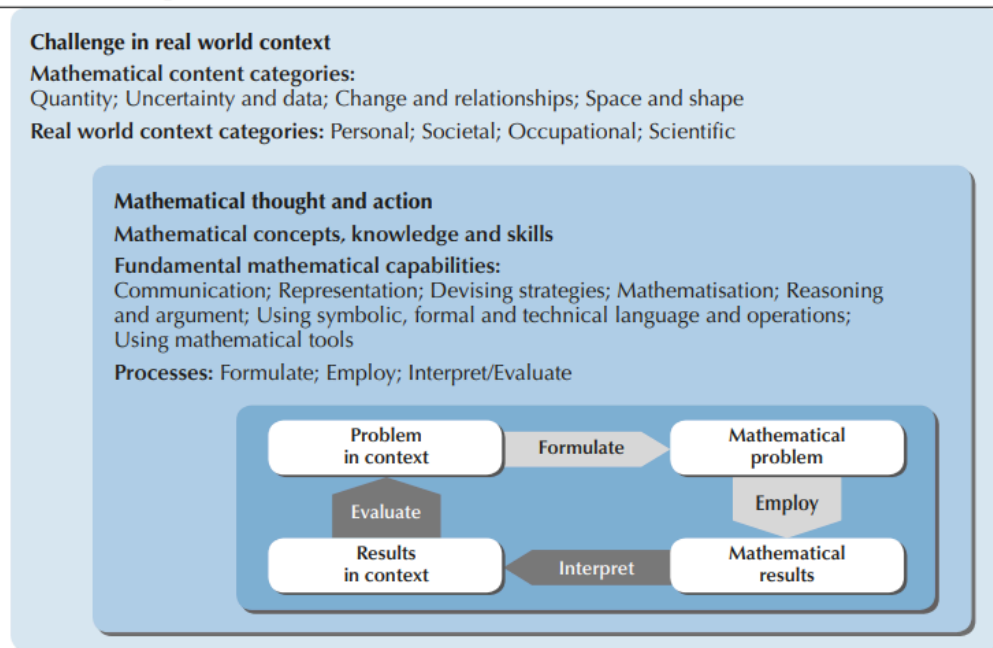 Challenge in real world context
Mathematical content categories:
Quantity; Uncertainty and data; Change and relationships; Space and shape
Real world context categories: Personal; Societal; Occupational; Scientific
Mathematical thought and action
Mathematical concepts, knowledge and skills
Fundamental mathematical capabilities:
Communication; Representation; Devising strategies; Mathematisation; Reasoning
and argument; Using symbolic, formal and technical language and operations;
Using mathematical tools
Processes: Formulate; Employ; Interpret/Evaluate
Problem
in context
Formulate
Mathematical
problem
Evaluate
Employ
Results
in context
Interpret
Mathematical
results